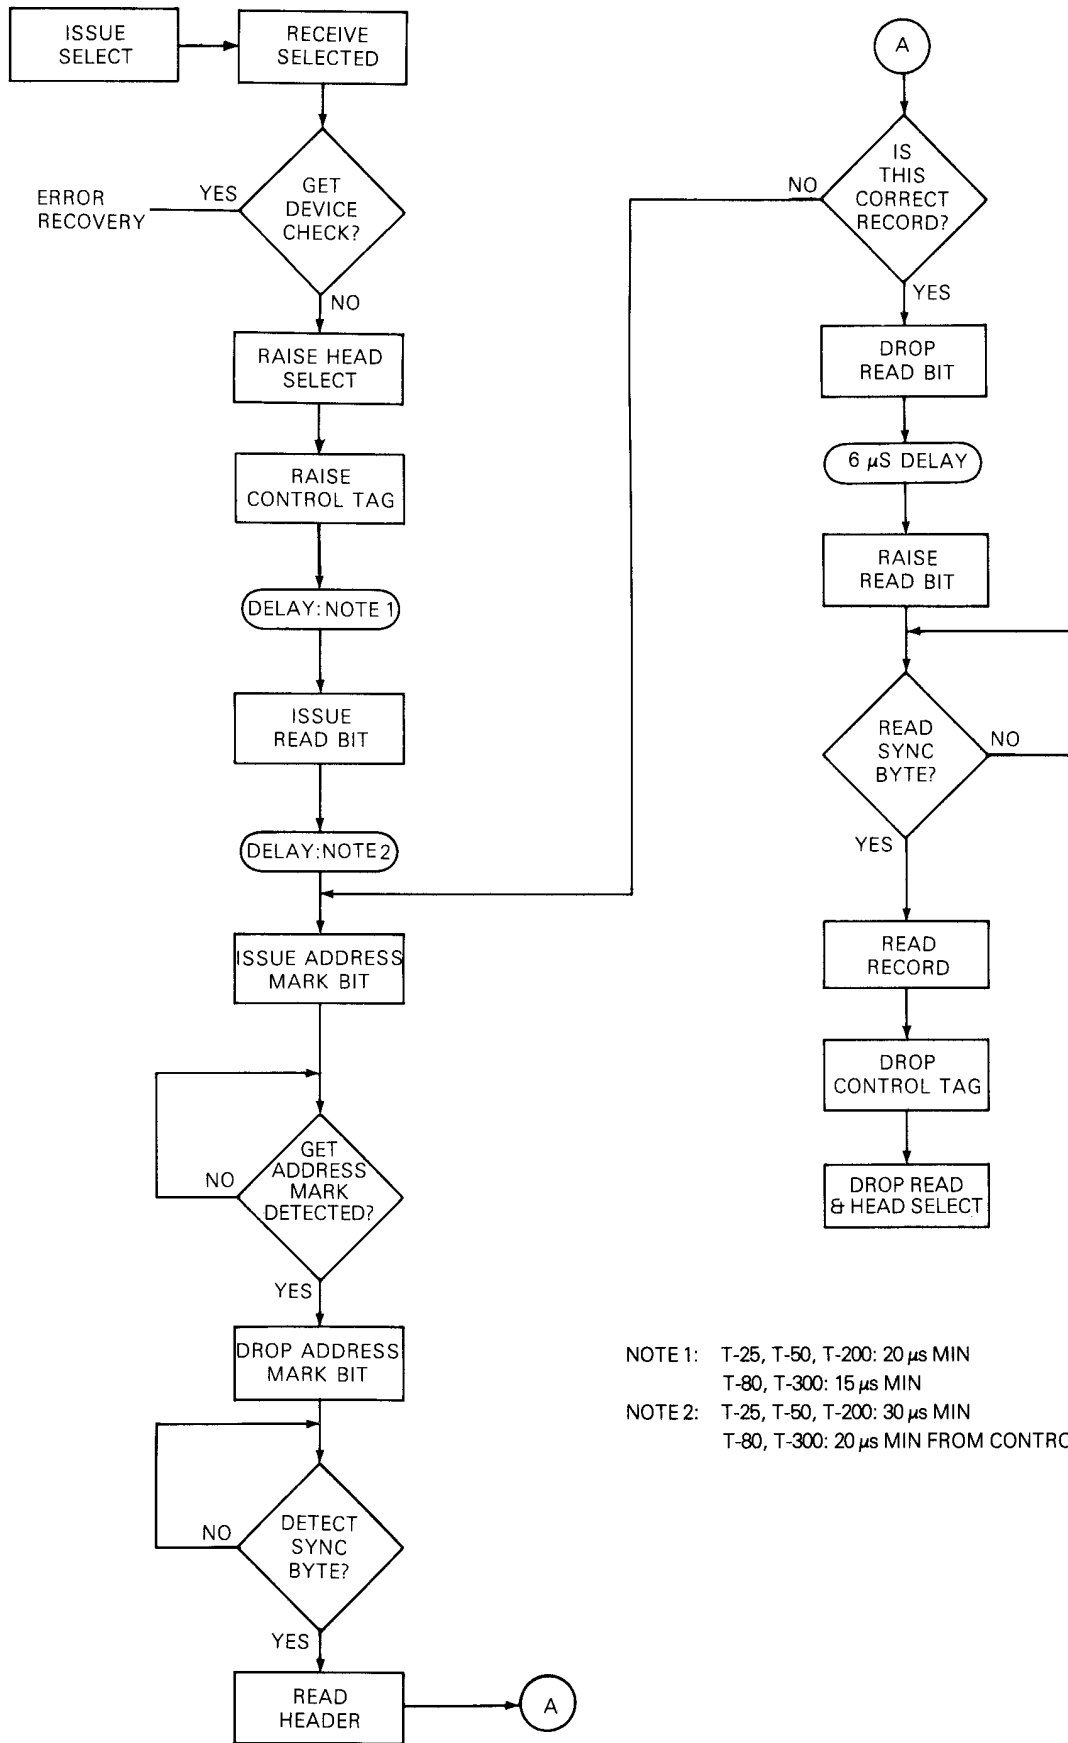 ISSUE
SELECT
RECEIVE
SELECTED
GET
DEVICE
CHECK?
YES
ERROR
RECOVERY
NO
RAISE HEAD
SELECT
RAISE
CONTROL TAG
DELAY: NOTE 1
ISSUE
READ BIT
DELAY: NOTE 2
ISSUE ADDRESS
MARK BIT
GET
ADDRESS
MARK
DETECTED?
NO
YES
DROP ADDRESS
MARK BIT
DETECT
SYNC
BYTE?
NO
YES
READ
HEADER
A
A
IS
THIS
CORRECT
RECORD?
NO
YES
DROP
READ BIT
6 µS DELAY
RAISE
READ BIT
READ
SYNC
BYTE?
NO
YES
READ
RECORD
DROP
CONTROL TAG
DROP READ
& HEAD SELECT
NOTE 1: T-25, T-50, T-200: 20 µs MIN
T-80, T-300: 15 µs MIN
NOTE 2: T-25, T-50, T-200: 30 µs MIN
T-80, T-300: 20 µs MIN FROM CONTRO